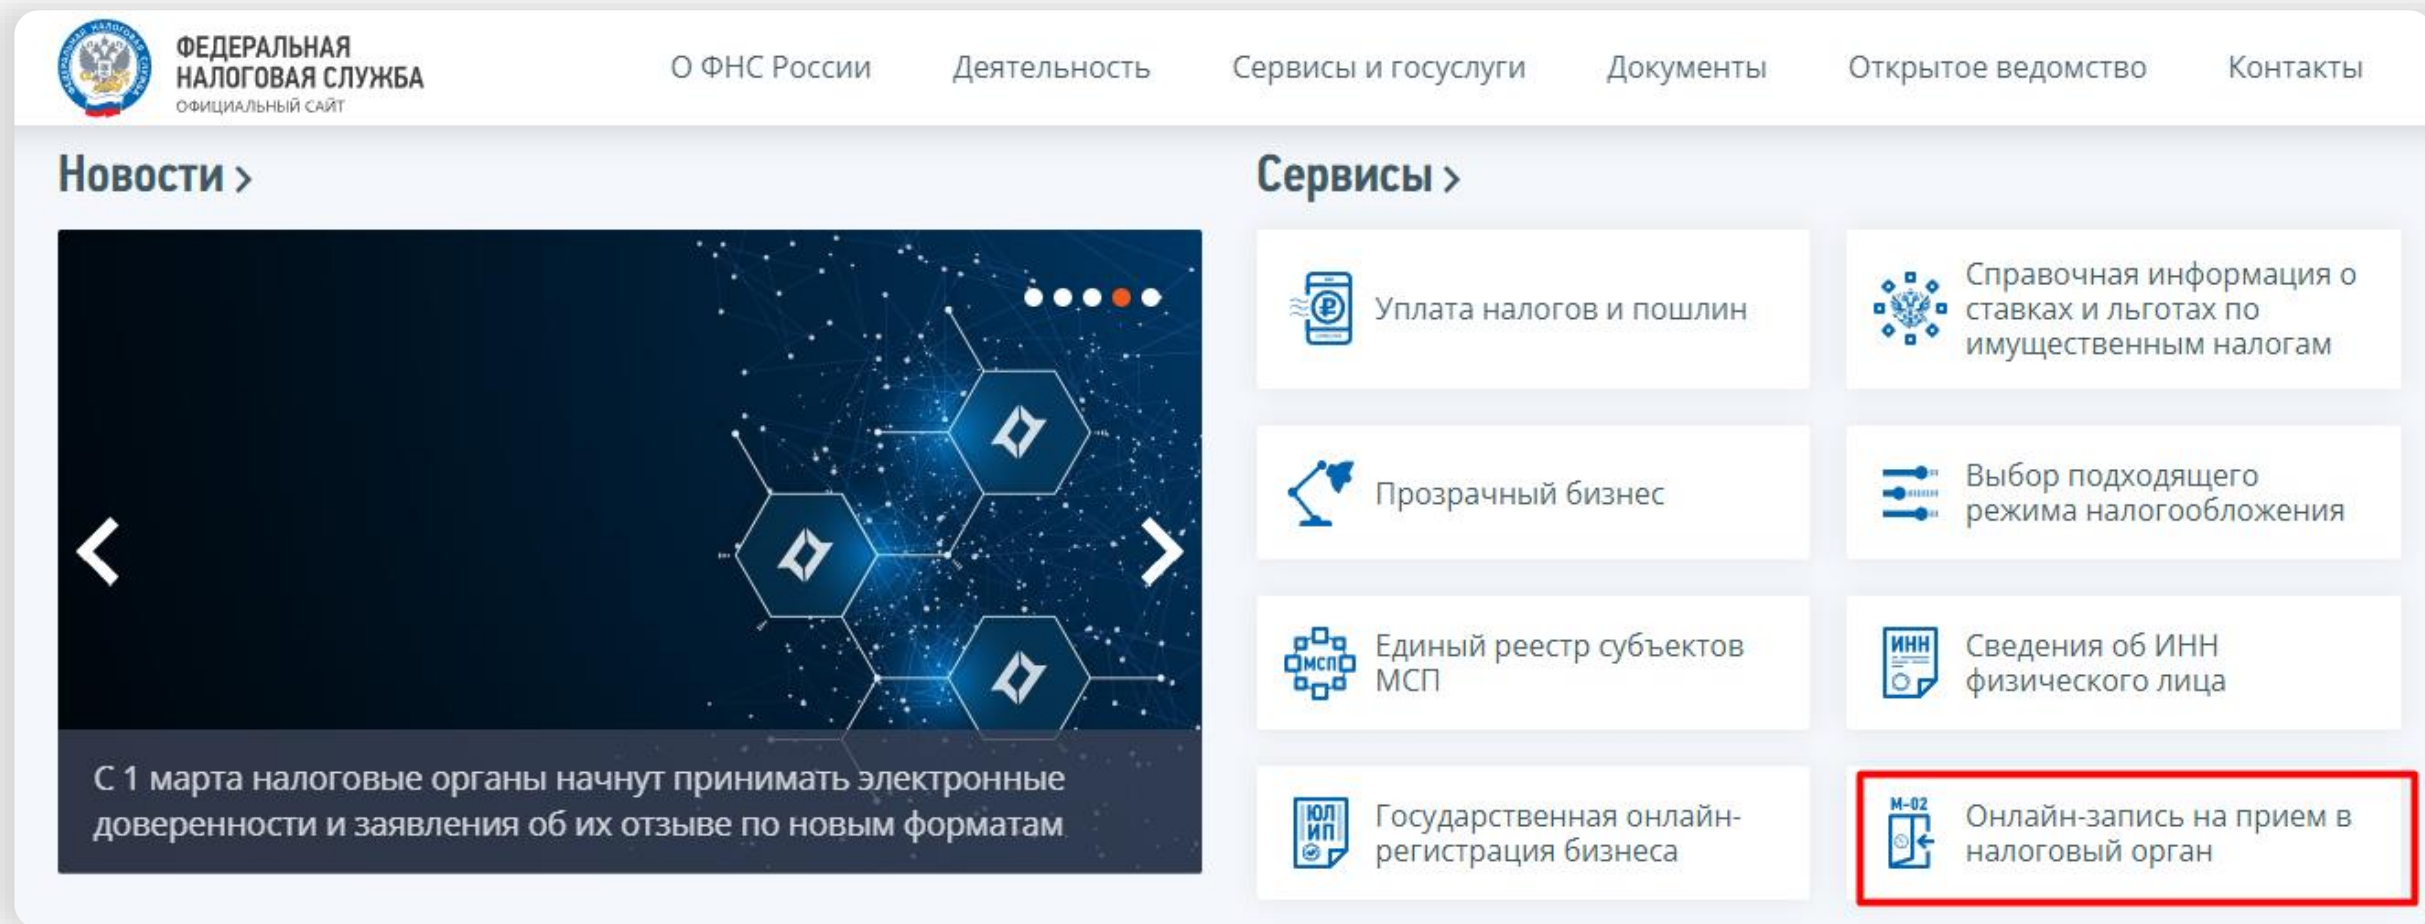 ФЕДЕРАЛЬНАЯ
НАЛОГОВАЯ СЛУЖБА
ОФИЦИАЛЬНЫЙ САЙТ
О ФНС России
Деятельность
Сервисы и госуслуги
Документы
Открытое ведомство
Контакты
Новости >
С 1 марта налоговые органы начнут принимать электронные
доверенности и заявления об их отзыве по новым форматам
Сервисы >
Уплата налогов и пошлин
Справочная информация о
ставках и льготах по
имущественным налогам
Прозрачный бизнес
Выбор подходящего
режима налогообложения
МСП
Единый реестр субъектов
МСП
ИНН
Сведения об ИНН
физического лица
ЮЛ
ИП
Государственная онлайн-
регистрация бизнеса
М-02
Онлайн-запись на прием в
налоговый орган